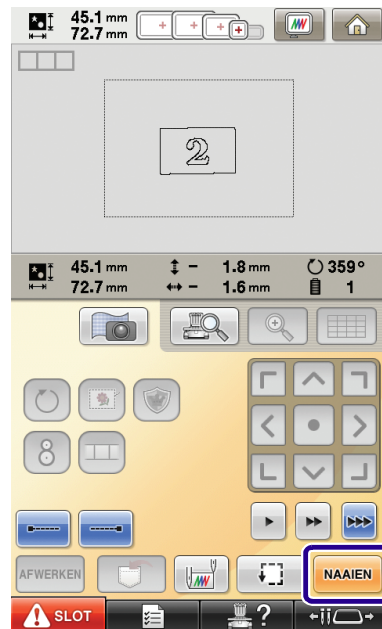 45.1 mm
72.7 mm
2
45.1 mm
72.7 mm
- 1.8 mm
- 1.6 mm
359°
1
8
AFWERKEN
NAAIEN
SLOT
?